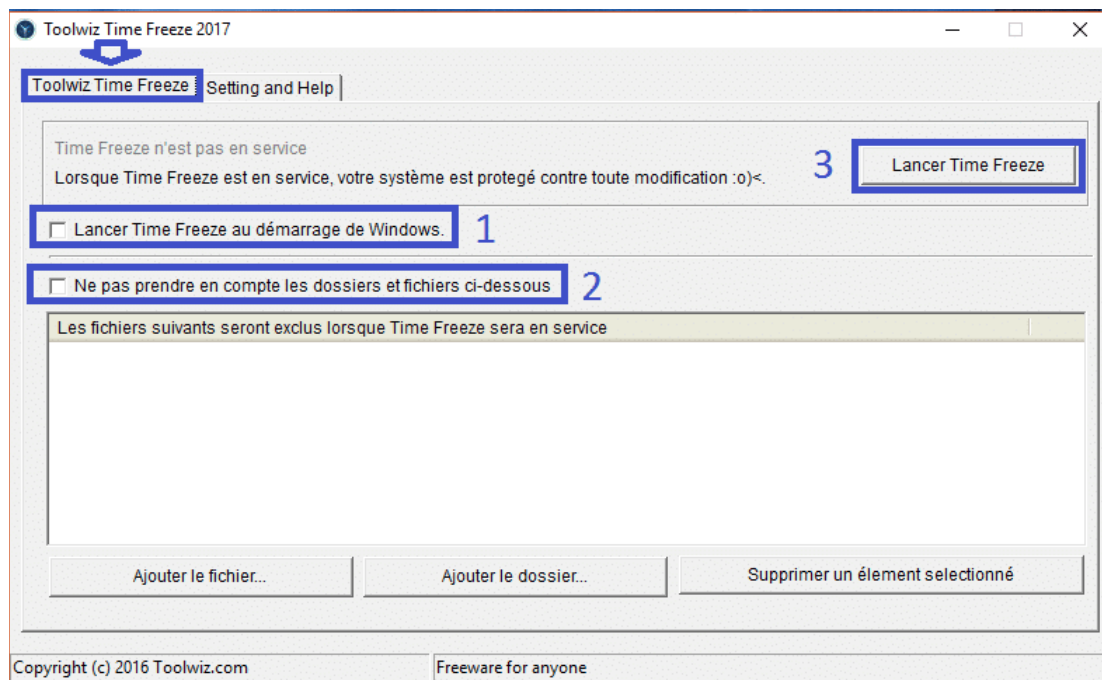 Toolwiz Time Freeze 2017
Toolwiz Time Freeze
Setting and Help
Time Freeze n'est pas en service
Lorsque Time Freeze est en service, votre système est protegé contre toute modification :o)<.
3
Lancer Time Freeze
Lancer Time Freeze au démarrage de Windows.
1
Ne pas prendre en compte les dossiers et fichiers ci-dessous
2
Les fichiers suivants seront exclus lorsque Time Freeze sera en service
Ajouter le fichier...
Ajouter le dossier...
Supprimer un élement selectionné
Copyright (c) 2016 Toolwiz.com
Freeware for anyone